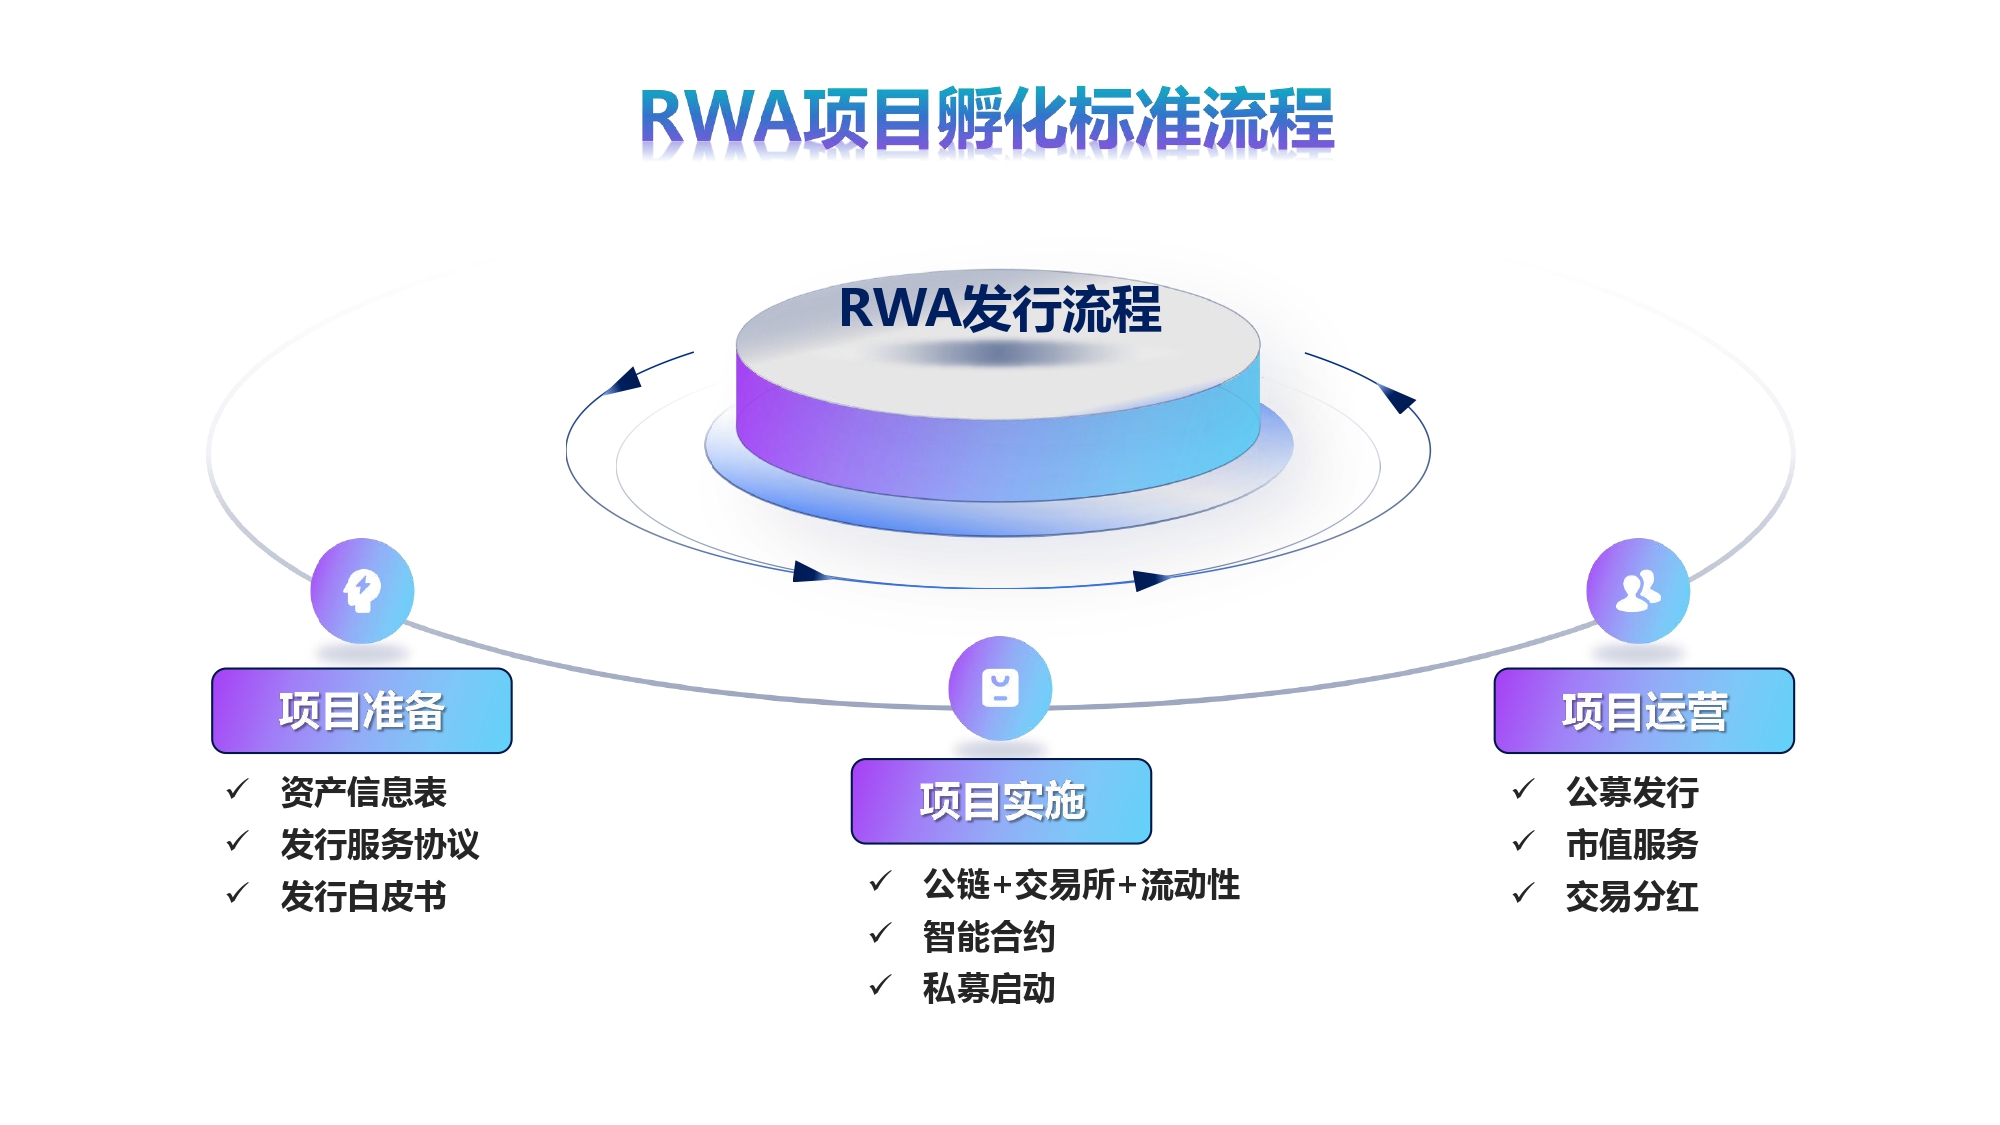 RWA项目孵化标准流程
RWA发行流程
项目准备
资产信息表
发行服务协议
发行白皮书
项目实施
公链+交易所+流动性
智能合约
私募启动
项目运营
公募发行
市值服务
交易分红